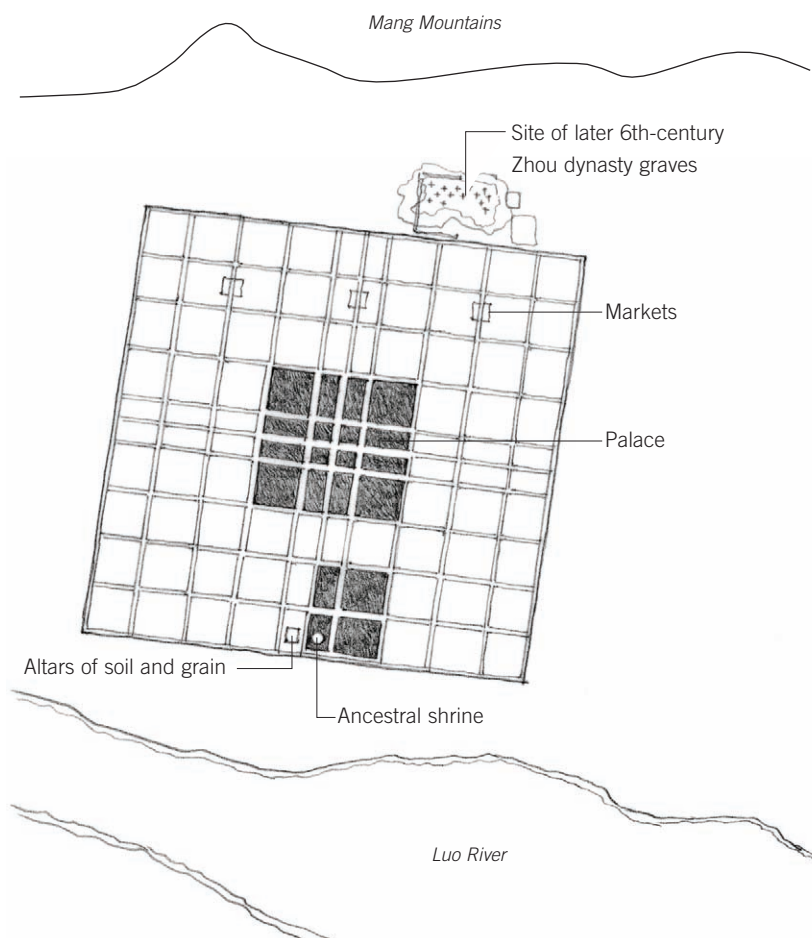 Mang Mountains
Site of later 6th-century
Zhou dynasty graves
Markets
Palace
Altars of soil and grain
Ancestral shrine
Luo River